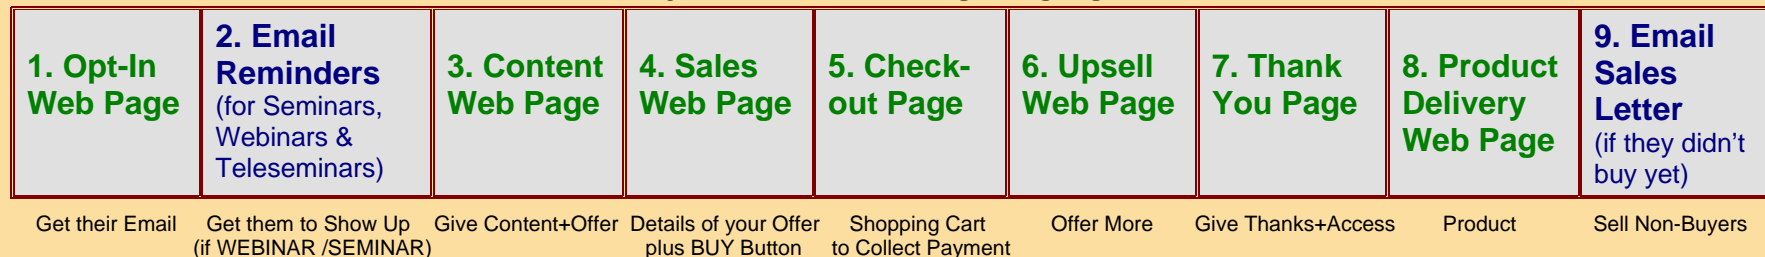 1. Opt-In
Web Page
2. Email
Reminders
(for Seminars,
Webinars &
Teleseminars)
3. Content
Web Page
4. Sales
Web Page
5. Check-
out Page
6. Upsell
Web Page
7. Thank
You Page
8. Product
Delivery
Web Page
9. Email
Sales
Letter
(if they didn’t
buy yet)
Get their Email
Get them to Show Up
(if WEBINAR /SEMINAR)
Give Content+Offer
Details of your Offer
plus BUY Button
Shopping Cart
to Collect Payment
Offer More
Give Thanks+Access
Product
Sell Non-Buyers